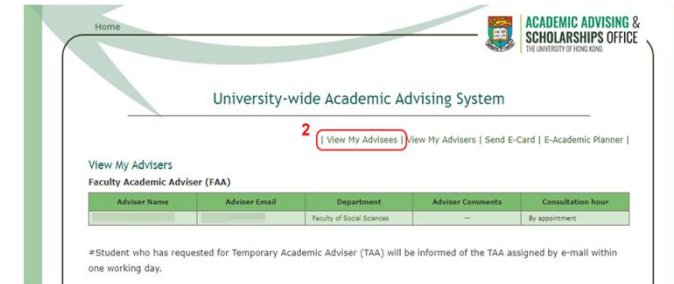 Home
ACADEMIC ADVISING &
SCHOLARSHIPS OFFICE
THE UNIVERSITY OF HONG KONG
University-wide Academic Advising System
2
| View My Advisees | View My Advisers | Send E-Card | E-Academic Planner |
View My Advisers
Faculty Academic Adviser (FAA)
Adviser Name Adviser Email Department Adviser Comments Consultation hour
Faculty of Social Sciences -- By appointment
#Student who has requested for Temporary Academic Adviser (TAA) will be informed of the TAA assigned by e-mail within
one working day.